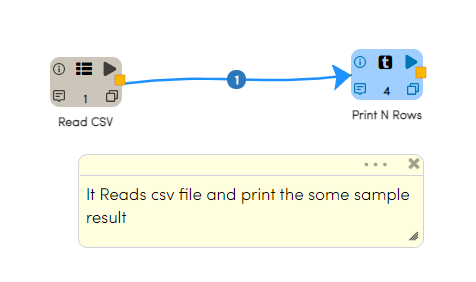 1
1
Read CSV
4
Print N Rows
It Reads csv file and print the some sample
result